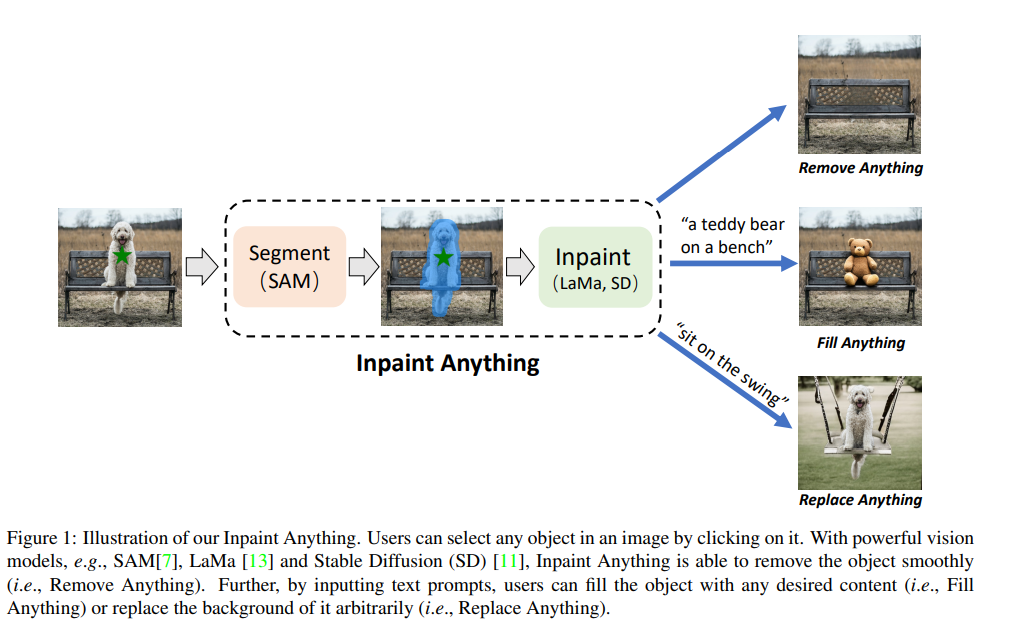 Remove Anything
“a teddy bear
on a bench”
Segment
(SAM)
Inpaint
(LaMa, SD)
Fill Anything
Inpaint Anything
“sit on the swing”
Replace Anything
Figure 1: Illustration of our Inpaint Anything. Users can select any object in an image by clicking on it. With powerful vision
models, e.g., SAM[7], LaMa [13] and Stable Diffusion (SD) [11], Inpaint Anything is able to remove the object smoothly
(i.e., Remove Anything). Further, by inputting text prompts, users can fill the object with any desired content (i.e., Fill
Anything) or replace the background of it arbitrarily (i.e., Replace Anything).